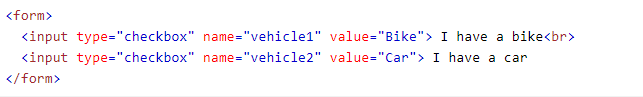 <form>
  <input type="checkbox" name="vehicle1" value="Bike"> I have a bike<br>
  <input type="checkbox" name="vehicle2" value="Car"> I have a car
</form>